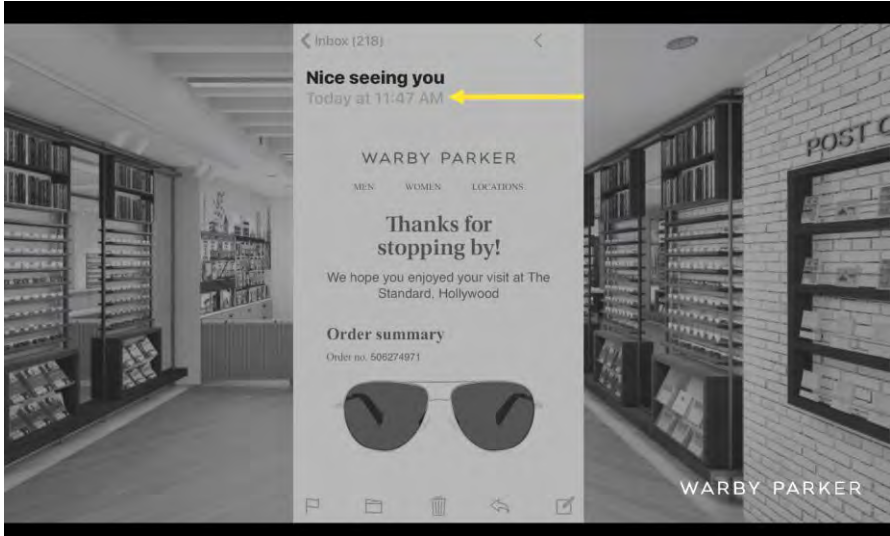 Inbox (218)
Nice seeing you
Today at 11:47 AM
WARBY PARKER
MEN WOMEN LOCATIONS
Thanks for
stopping by!
We hope you enjoyed your visit at The
Standard, Hollywood
Order summary
Order no. 506274971
POST
WARBY PARKER